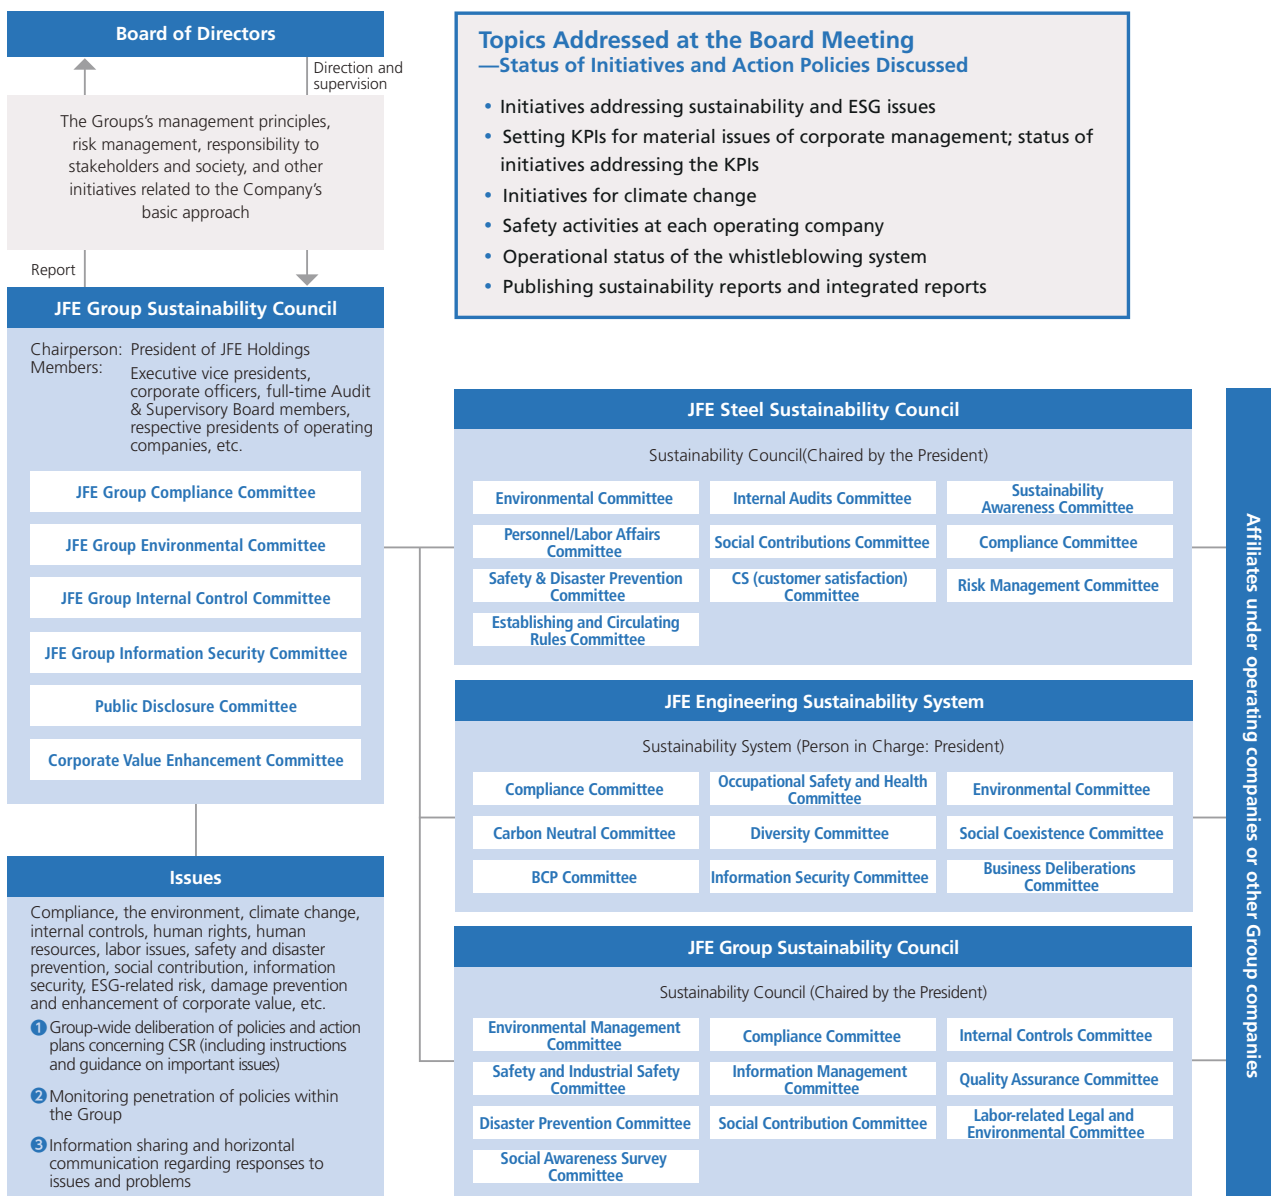 Board of Directors
Direction and
supervision
The Groups's management principles,
risk management, responsibility to
stakeholders and society, and other
initiatives related to the Company's
basic approach
Report
JFE Group Sustainability Council
Chairperson: President of JFE Holdings
Members:
Executive vice presidents,
corporate officers, full-time Audit
& Supervisory Board members,
respective presidents of operating
companies, etc.
JFE Group Compliance Committee
JFE Group Environmental Committee
JFE Group Internal Control Committee
JFE Group Information Security Committee
Public Disclosure Committee
Corporate Value Enhancement Committee
Issues
Compliance, the environment, climate change,
internal controls, human rights, human
resources, labor issues, safety and disaster
prevention, social contribution, information
security, ESG-related risk, damage prevention
and enhancement of corporate value, etc.
❶ Group-wide deliberation of policies and action
plans concerning CSR (including instructions
and guidance on important issues)
❷ Monitoring penetration of policies within
the Group
❸ Information sharing and horizontal
communication regarding responses to
issues and problems
Topics Addressed at the Board Meeting
—Status of Initiatives and Action Policies Discussed
• Initiatives addressing sustainability and ESG issues
• Setting KPIs for material issues of corporate management; status of
initiatives addressing the KPIs
• Initiatives for climate change
• Safety activities at each operating company
• Operational status of the whistleblowing system
• Publishing sustainability reports and integrated reports
JFE Steel Sustainability Council
Sustainability Council(Chaired by the President)
Environmental Committee
Internal Audits Committee
Sustainability
Awareness Committee
Personnel/Labor Affairs
Committee
Social Contributions Committee
Compliance Committee
Safety & Disaster Prevention
Committee
CS (customer satisfaction)
Committee
Risk Management Committee
Establishing and Circulating
Rules Committee
JFE Engineering Sustainability System
Sustainability System (Person in Charge: President)
Compliance Committee
Occupational Safety and Health
Committee
Environmental Committee
Carbon Neutral Committee
Diversity Committee
Social Coexistence Committee
BCP Committee
Information Security Committee
Business Deliberations
Committee
JFE Group Sustainability Council
Sustainability Council (Chaired by the President)
Environmental Management
Committee
Compliance Committee
Internal Controls Committee
Safety and Industrial Safety
Committee
Information Management
Committee
Quality Assurance Committee
Disaster Prevention Committee
Social Contribution Committee
Labor-related Legal and
Environmental Committee
Social Awareness Survey
Committee
Affiliates under operating companies or other Group companies